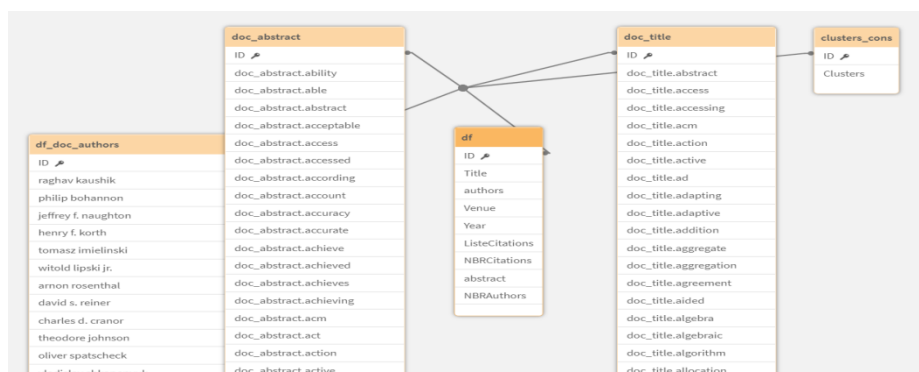 doc_abstract
ID
doc_abstract.ability
doc_abstract.able
doc_abstract.abstract
doc_abstract.acceptable
doc_abstract.access
doc_abstract.accessed
doc_abstract.according
doc_abstract.account
doc_abstract.accuracy
doc_abstract.accurate
doc_abstract.achieve
doc_abstract.achieved
doc_abstract.achieves
doc_abstract.achieving
doc_abstract.acm
doc_abstract.act
doc_abstract.action
doc_abstract.active
doc_title
ID
doc_title.abstract
doc_title.access
doc_title.accessing
doc_title.acm
doc_title.action
doc_title.active
doc_title.ad
doc_title.adapting
doc_title.adaptive
doc_title.addition
doc_title.aggregate
doc_title.aggregation
doc_title.agreement
doc_title.aided
doc_title.algebra
doc_title.algebraic
doc_title.algorithm
doc_title.allocation
clusters_cons
ID
Clusters
df
ID
Title
authors
Venue
Year
ListeCitations
NBRCitations
abstract
NBRAuthors
df_doc_authors
ID
raghav kaushik
philip bohannon
jeffrey f. naughton
henry f. korth
tomasz imielinski
witold lipski jr.
arnon rosenthal
david s. reiner
charles d. cranor
theodore johnson
oliver spatscheck